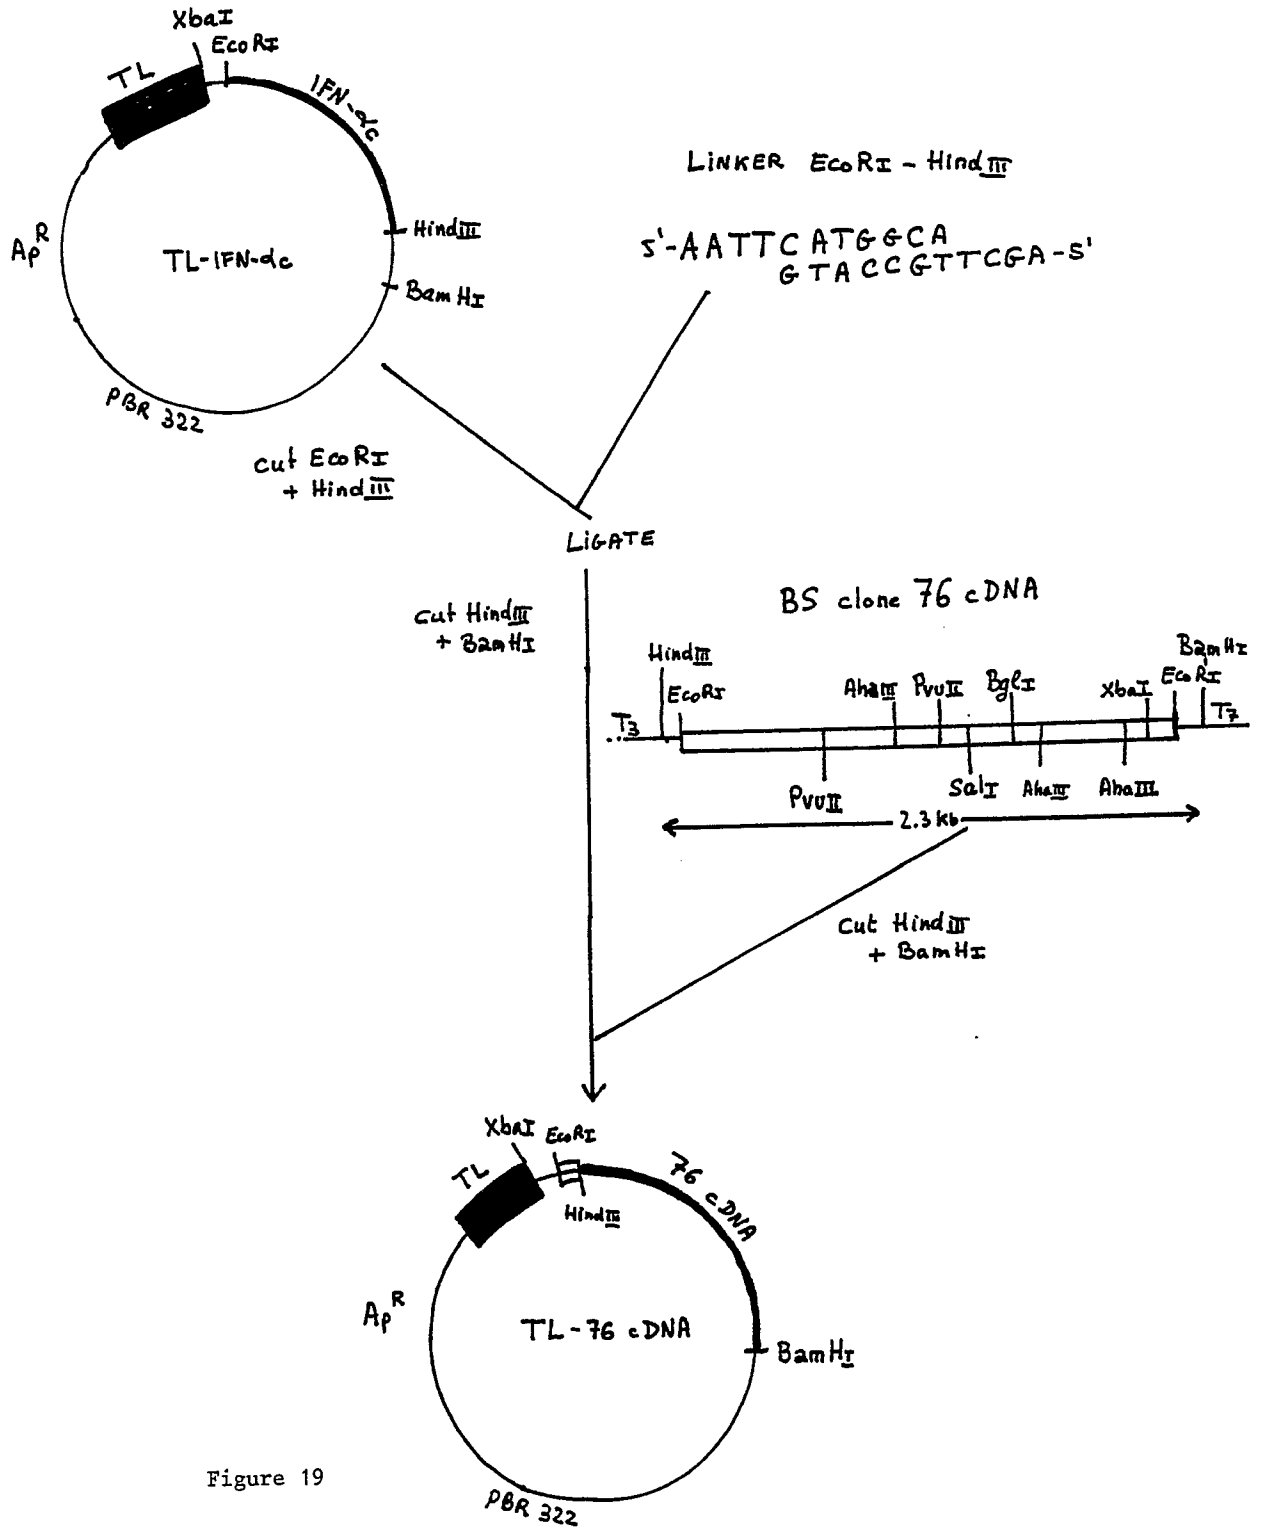 XbaI
EcoRI
TL
IFN-αc
HindIII
BamHI
ApR
TL-IFN-αc
PBR 322
LiNKER EcoRI - HindIII
5'-AATTCATGGCA
GTACCGTTCGA-5'
cut EcoRI
+ HindIII
LiGATE
cut HindIII
+ BamHI
BS clone 76 cDNA
HindIII
EcoRI
AhaIII
PvuII
BglI
XbaI
BamHI
EcoRI
T3
T7
PvuII
SalI
AhaIII
AhaIII
2.3 kb
Cut HindIII
+ BamHI
XbaI
EcoRI
TL
HindIII
76 cDNA
ApR
TL-76 cDNA
BamHI
PBR 322
Figure 19